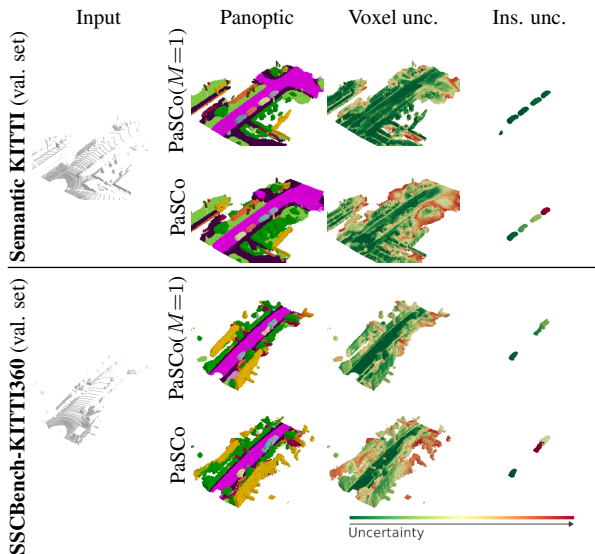 Input Panoptic Voxel unc. Ins. unc.
Semantic KITTI (val. set)
PaSCo(M=1)
PaSCo
SSCBench-KITTI360 (val. set)
PaSCo(M=1)
PaSCo
Uncertainty